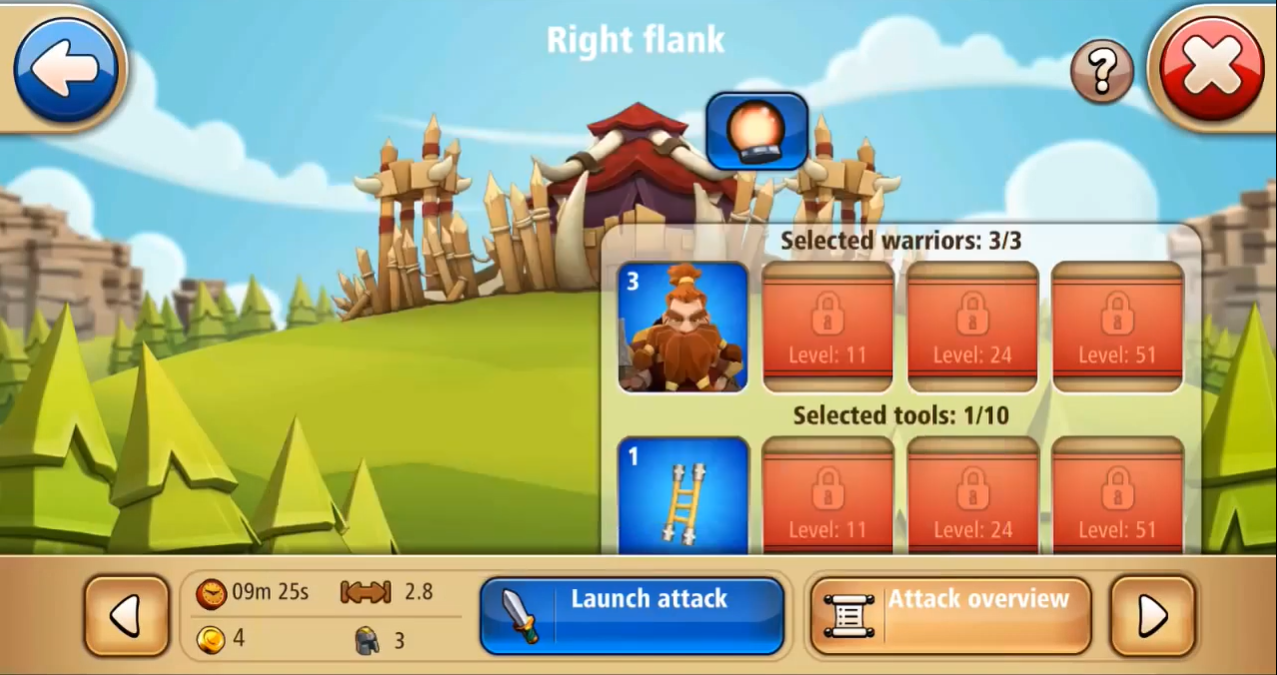 Right flank
?
Selected warriors: 3/3
3
Level: 11
Level: 24
Level: 51
Selected tools: 1/10
1
Level: 11
Level: 24
Level: 51
09m 25s
2.8
4
3
Launch attack
Attack overview